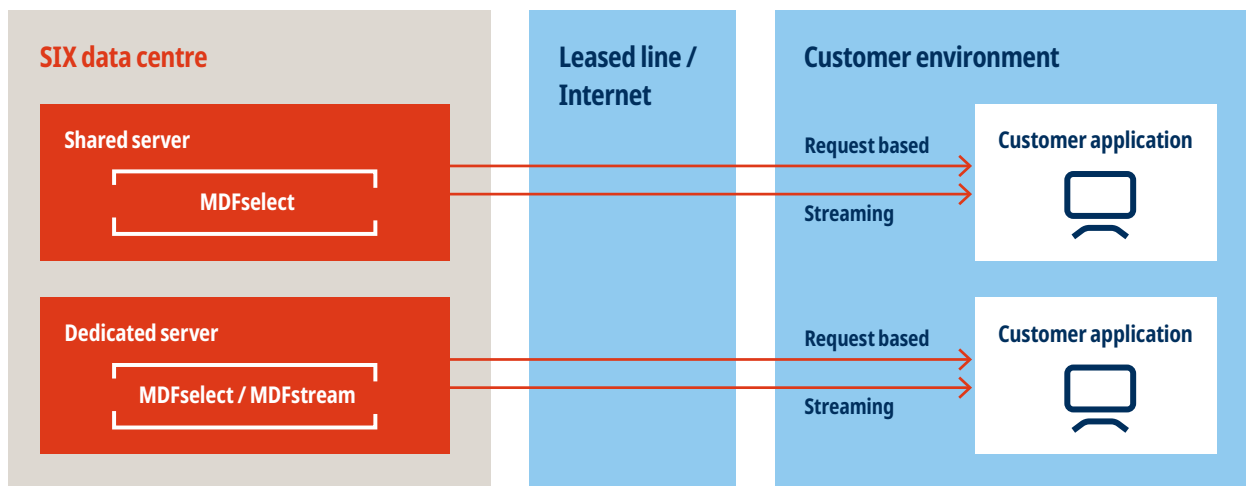 SIX data centre
Leased line /
Internet
Customer environment
Shared server
MDFselect
Request based
Streaming
Customer application
Dedicated server
MDFselect / MDFstream
Request based
Streaming
Customer application